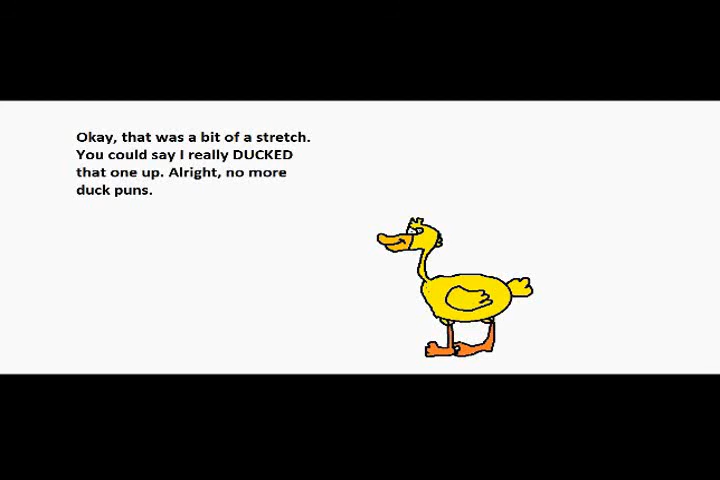 Okay, that was a bit of a stretch.
You could say I really DUCKED
that one up. Alright, no more
duck puns.